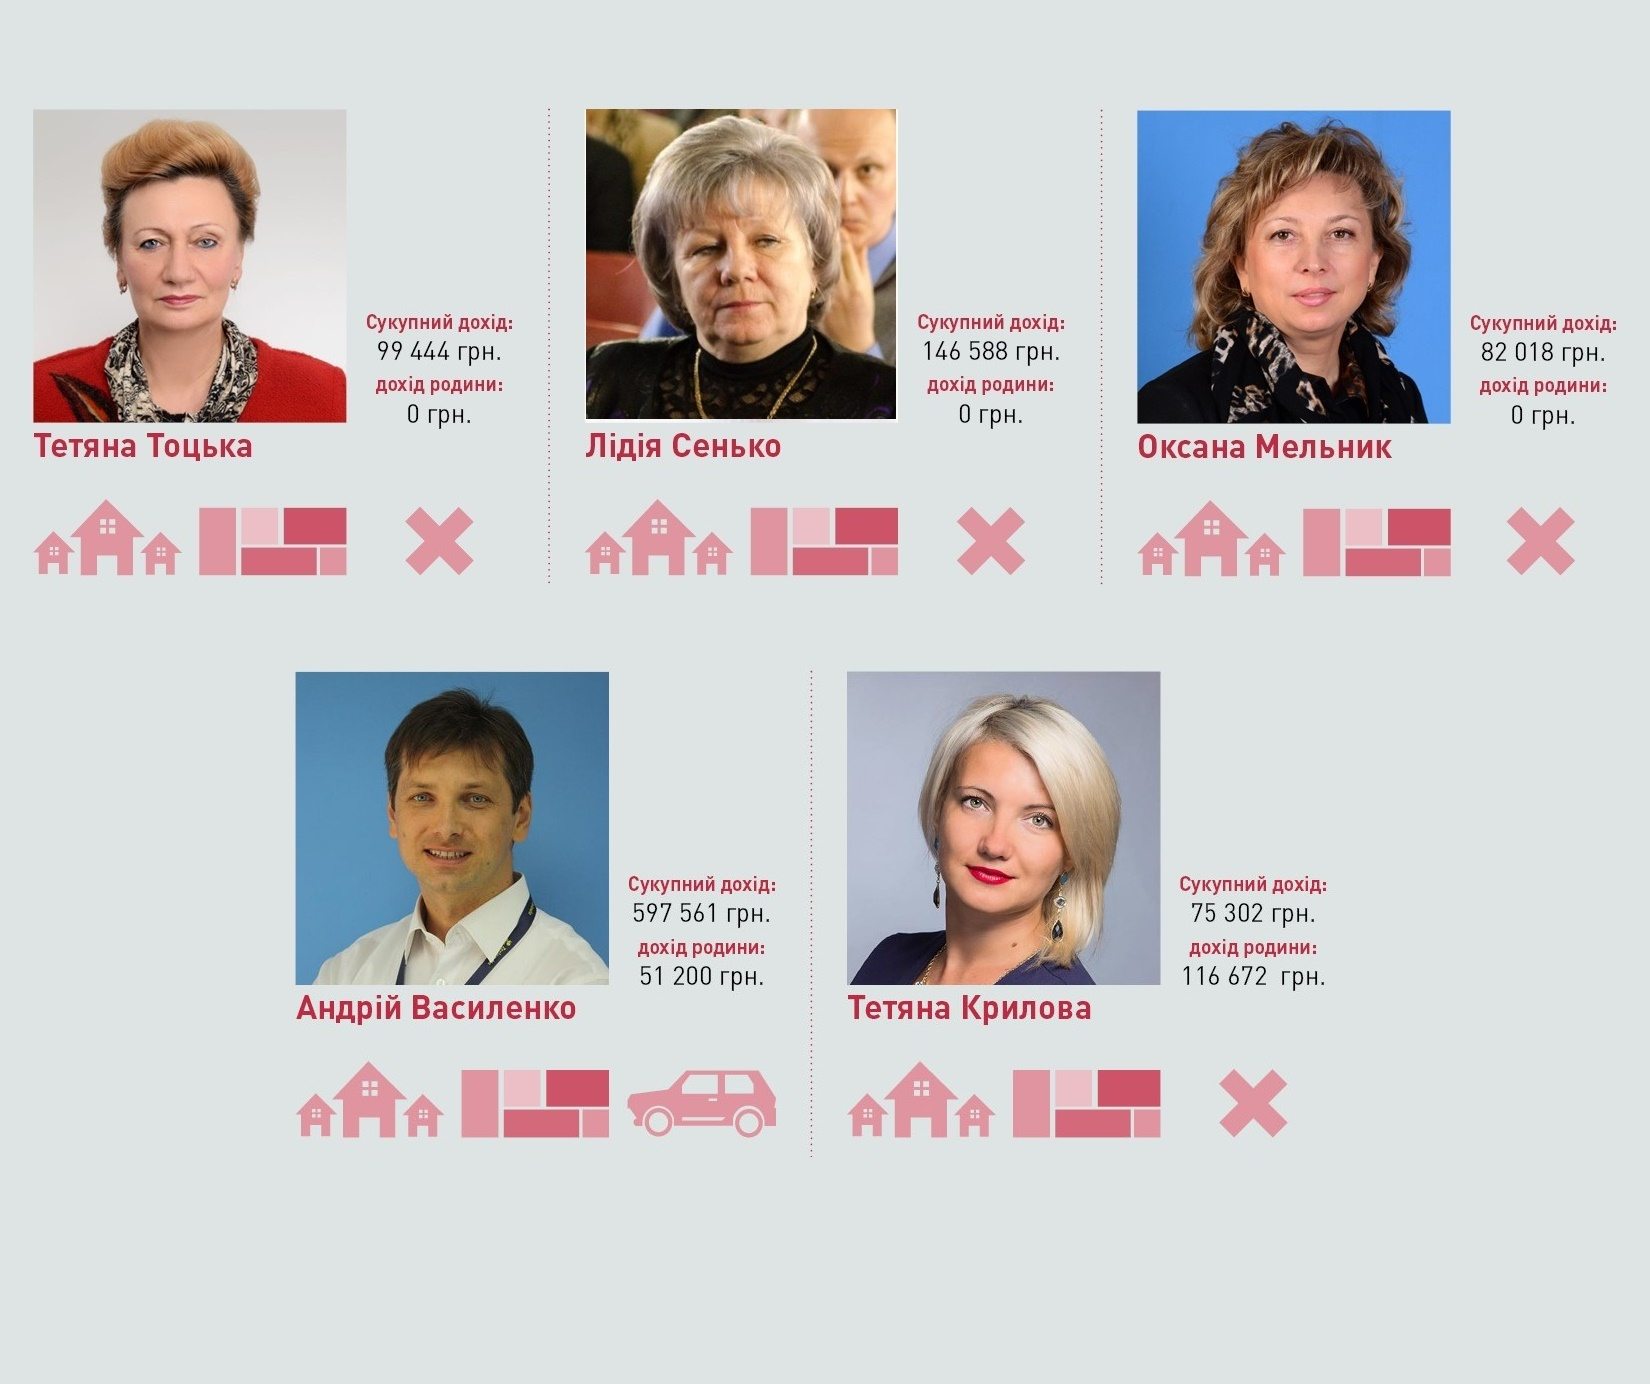 Сукупний дохід:
99 444 грн.
дохід родини:
0 грн.
Тетяна Тоцька
Сукупний дохід:
146 588 грн.
дохід родини:
0 грн.
Лідія Сенько
Сукупний дохід:
82 018 грн.
дохід родини:
0 грн.
Оксана Мельник
Сукупний дохід:
597 561 грн.
дохід родини:
51 200 грн.
Андрій Василенко
Сукупний дохід:
75 302 грн.
дохід родини:
116 672 грн.
Тетяна Крилова